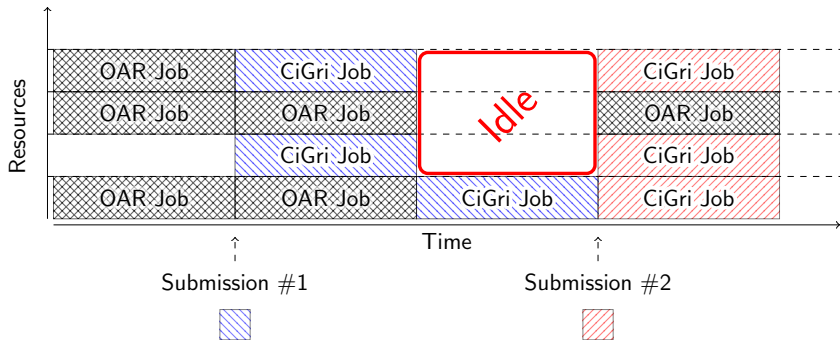 Resources
OAR Job CiGri Job CiGri Job
OAR Job OAR Job Idle OAR Job
CiGri Job CiGri Job
OAR Job OAR Job CiGri Job CiGri Job
Time
Submission #1 Submission #2